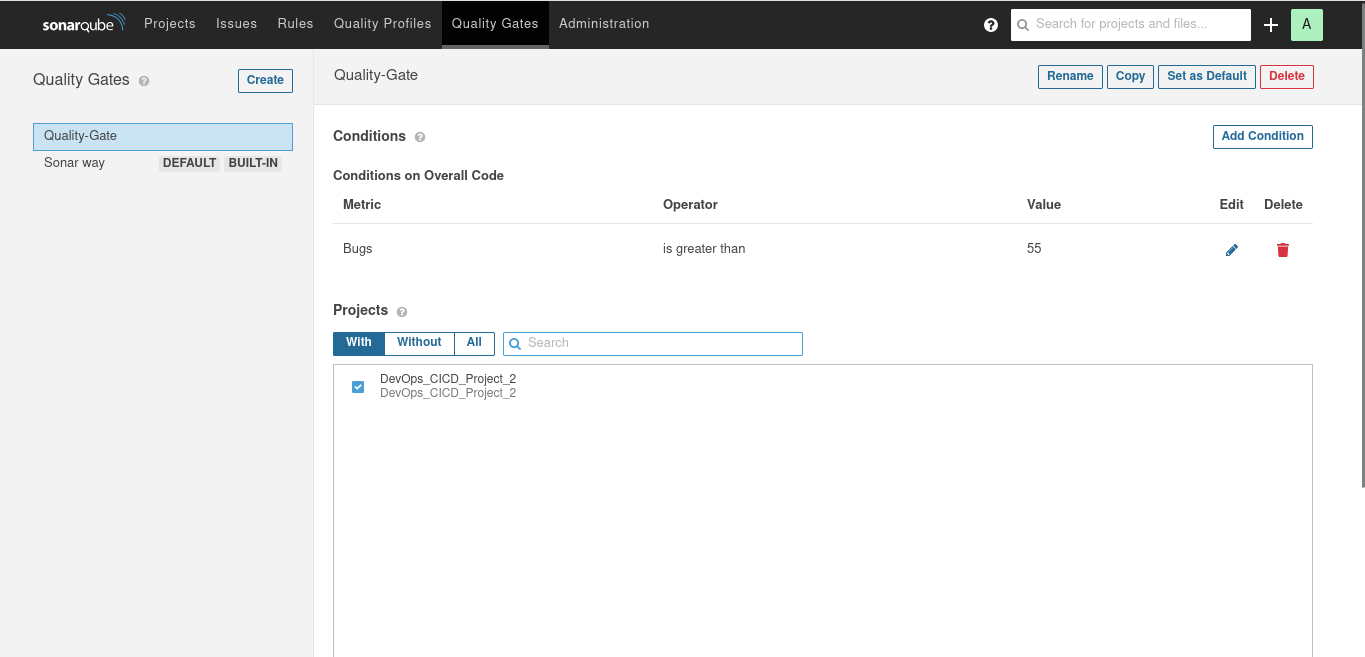 sonarqube Projects Issues Rules Quality Profiles Quality Gates Administration ? Search for projects and files... + A
Quality Gates ? Create
Quality-Gate
Sonar way DEFAULT BUILT-IN
Quality-Gate Rename Copy Set as Default Delete
Conditions ? Add Condition
Conditions on Overall Code
Metric Operator Value Edit Delete
Bugs is greater than 55
Projects ?
With Without All Search
DevOps_CICD_Project_2
DevOps_CICD_Project_2